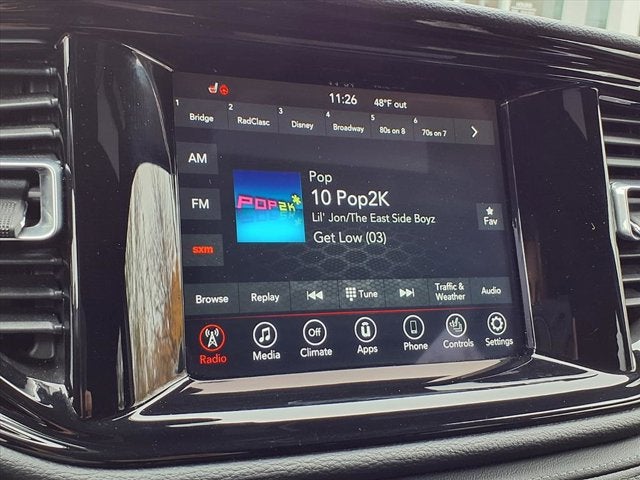 11:26 48°F out
1 Bridge 2 RadClasc 3 Disney 4 Broadway 5 80s on 8 6 70s on 7
AM
FM
sxm
POP2K
Pop
10 Pop2K
Lil' Jon/The East Side Boyz
Get Low (03)
Fav
Browse Replay Tune Traffic & Weather Audio
Off
Radio Media Climate Apps Phone Controls Settings